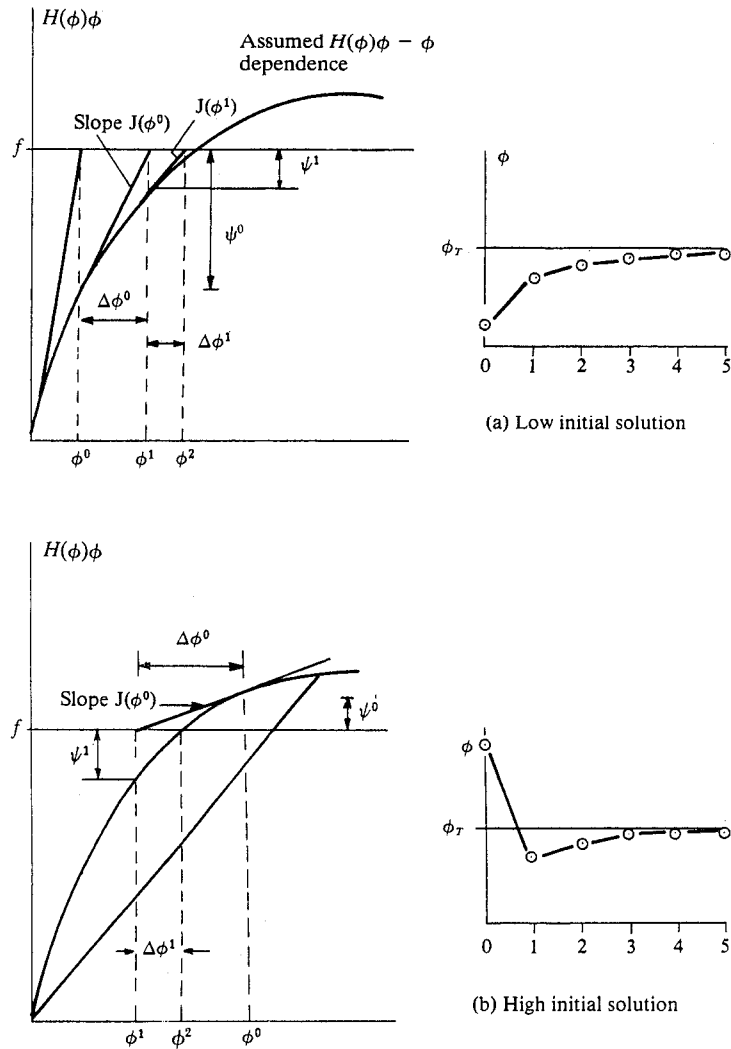 H(ϕ)ϕ
Assumed H(ϕ)ϕ − ϕ
dependence
J(ϕ¹)
Slope J(ϕ⁰)
f
ψ¹
ψ⁰
Δϕ⁰
Δϕ¹
ϕ⁰ ϕ¹ ϕ²
ϕ
ϕ_T
0 1 2 3 4 5
(a) Low initial solution
H(ϕ)ϕ
Δϕ⁰
Slope J(ϕ⁰)
ψ⁰
f
ψ¹
Δϕ¹
ϕ¹ ϕ² ϕ⁰
ϕ
ϕ_T
0 1 2 3 4 5
(b) High initial solution